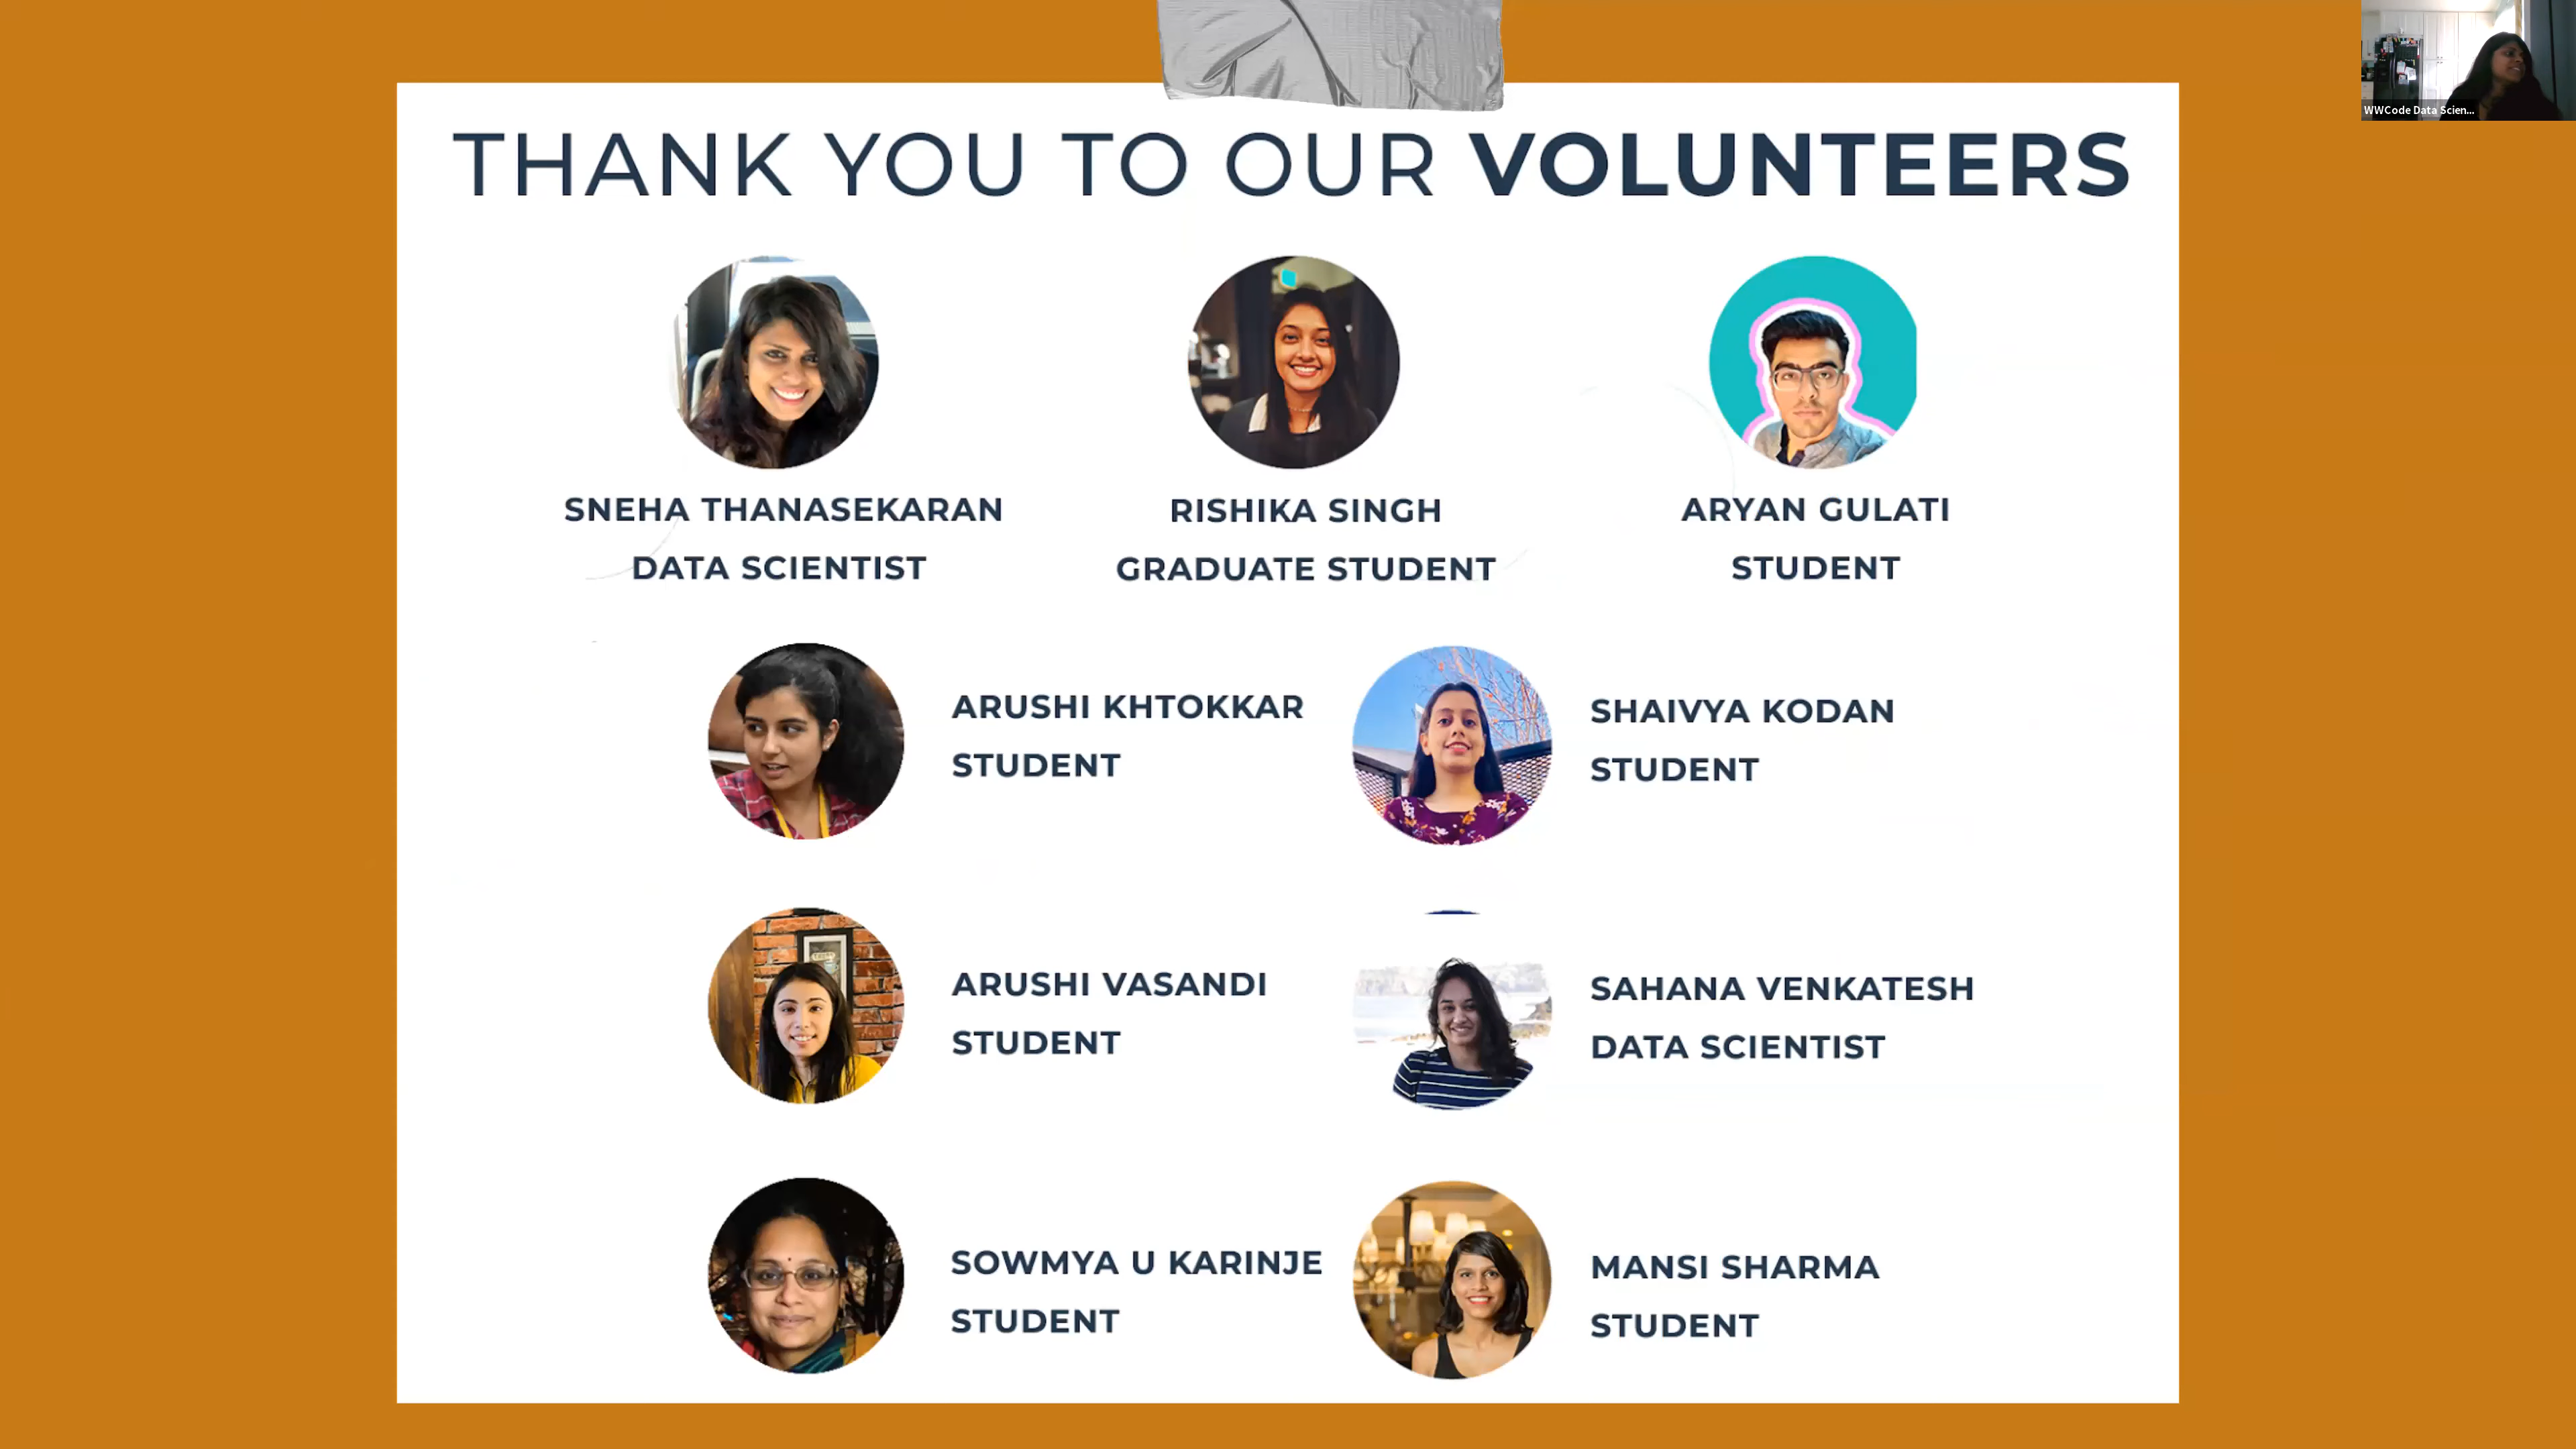 THANK YOU TO OUR VOLUNTEERS
WWCode Data Scien...
SNEHA THANASEKARAN
DATA SCIENTIST
RISHIKA SINGH
GRADUATE STUDENT
ARYAN GULATI
STUDENT
ARUSHI KHTOKKAR
STUDENT
SHAIVYA KODAN
STUDENT
ARUSHI VASANDI
STUDENT
SAHANA VENKATESH
DATA SCIENTIST
SOWMYA U KARINJE
STUDENT
MANSI SHARMA
STUDENT